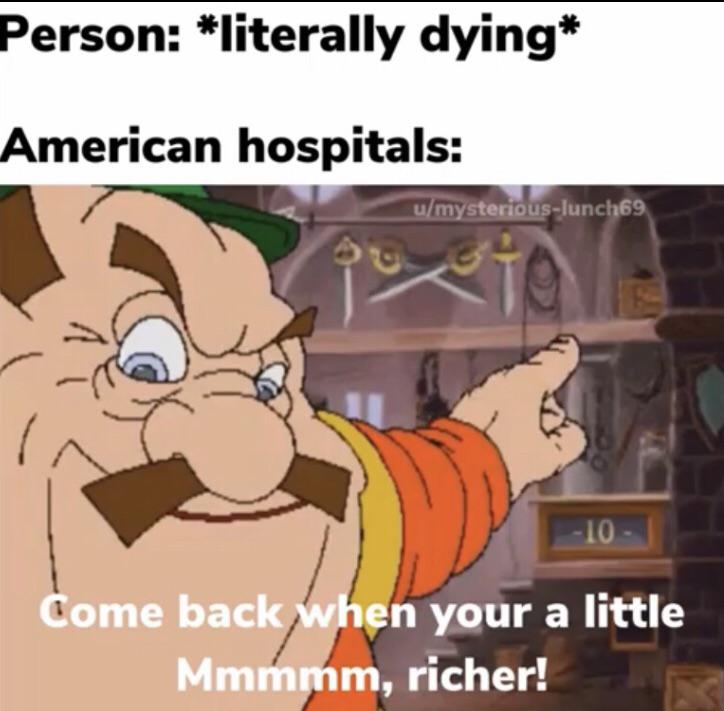 Person: *literally dying*
American hospitals:
u/mysterious-lunch69
-10-
Come back when your a little
Mmmmm, richer!